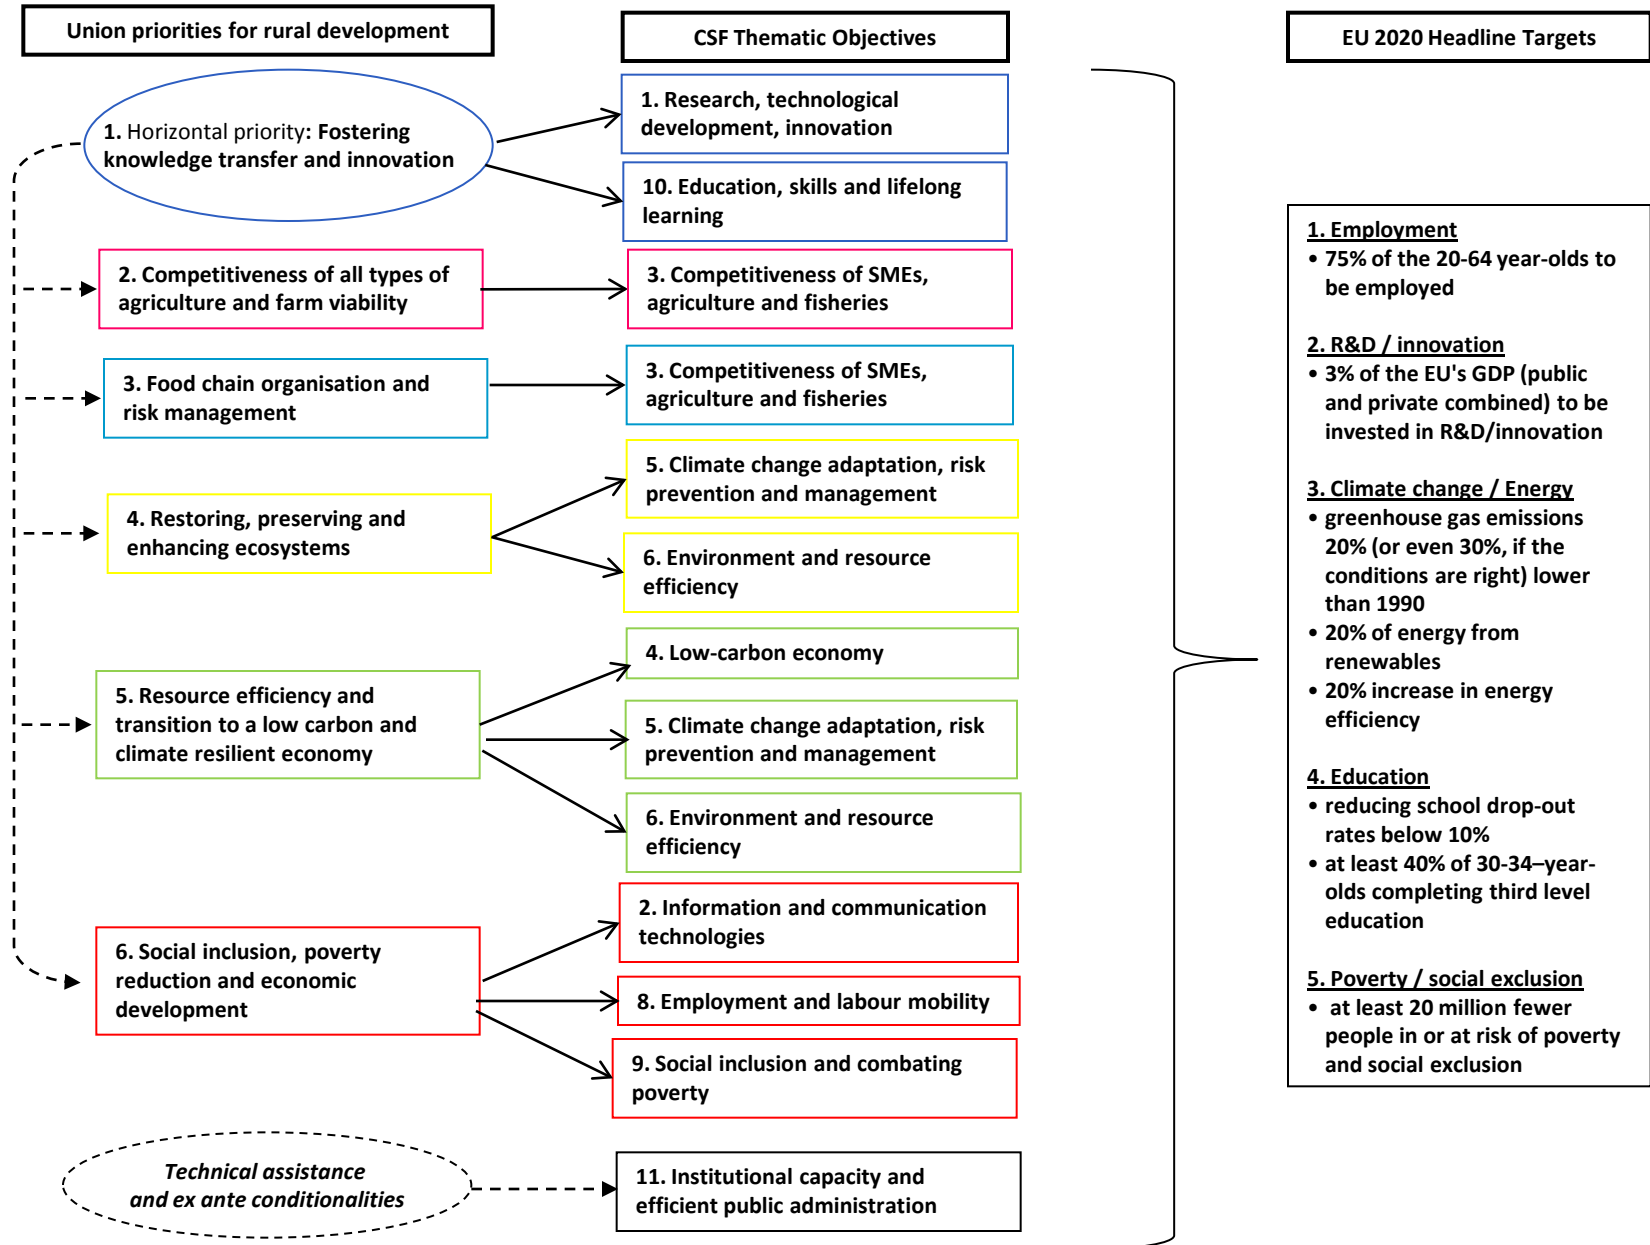 Union priorities for rural development
CSF Thematic Objectives
EU 2020 Headline Targets
1. Horizontal priority: Fostering
knowledge transfer and innovation
1. Research, technological
development, innovation
10. Education, skills and lifelong
learning
2. Competitiveness of all types of
agriculture and farm viability
3. Competitiveness of SMEs,
agriculture and fisheries
3. Food chain organisation and
risk management
3. Competitiveness of SMEs,
agriculture and fisheries
4. Restoring, preserving and
enhancing ecosystems
5. Climate change adaptation, risk
prevention and management
6. Environment and resource
efficiency
5. Resource efficiency and
transition to a low carbon and
climate resilient economy
4. Low-carbon economy
5. Climate change adaptation, risk
prevention and management
6. Environment and resource
efficiency
6. Social inclusion, poverty
reduction and economic
development
2. Information and communication
technologies
8. Employment and labour mobility
9. Social inclusion and combating
poverty
Technical assistance
and ex ante conditionalities
11. Institutional capacity and
efficient public administration
1. Employment
• 75% of the 20-64 year-olds to
be employed
2. R&D / innovation
• 3% of the EU's GDP (public
and private combined) to be
invested in R&D/innovation
3. Climate change / Energy
• greenhouse gas emissions
20% (or even 30%, if the
conditions are right) lower
than 1990
• 20% of energy from
renewables
• 20% increase in energy
efficiency
4. Education
• reducing school drop-out
rates below 10%
• at least 40% of 30-34–year-
olds completing third level
education
5. Poverty / social exclusion
• at least 20 million fewer
people in or at risk of poverty
and social exclusion